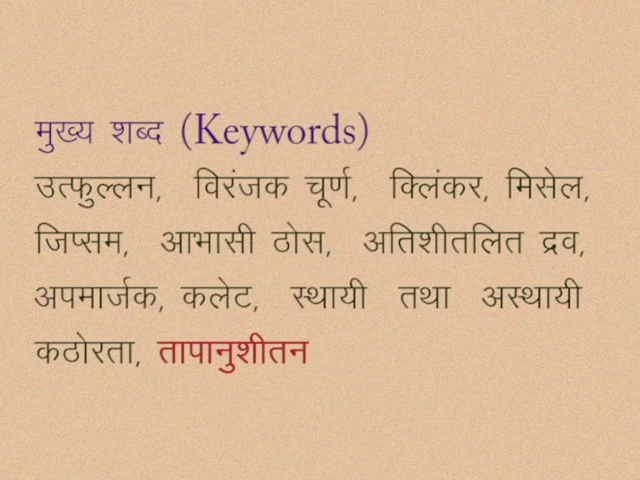 मुख्य शब्द (Keywords)
उत्फुल्लन, विरंजक चूर्ण, क्लिंकर, मिसेल,
जिप्सम, आभासी ठोस, अतिशीतलित द्रव,
अपमार्जक, कलेट, स्थायी तथा अस्थायी
कठोरता, तापानुशीतन